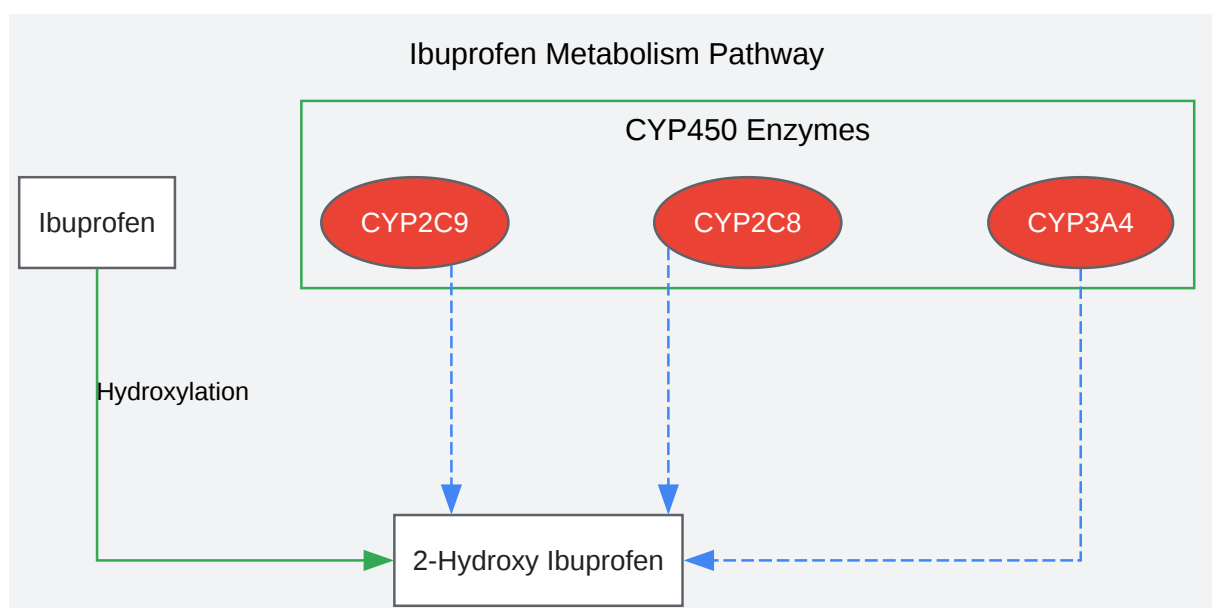 Ibuprofen Metabolism Pathway
CYP450 Enzymes
Ibuprofen
CYP2C9
CYP2C8
CYP3A4
Hydroxylation
2-Hydroxy Ibuprofen